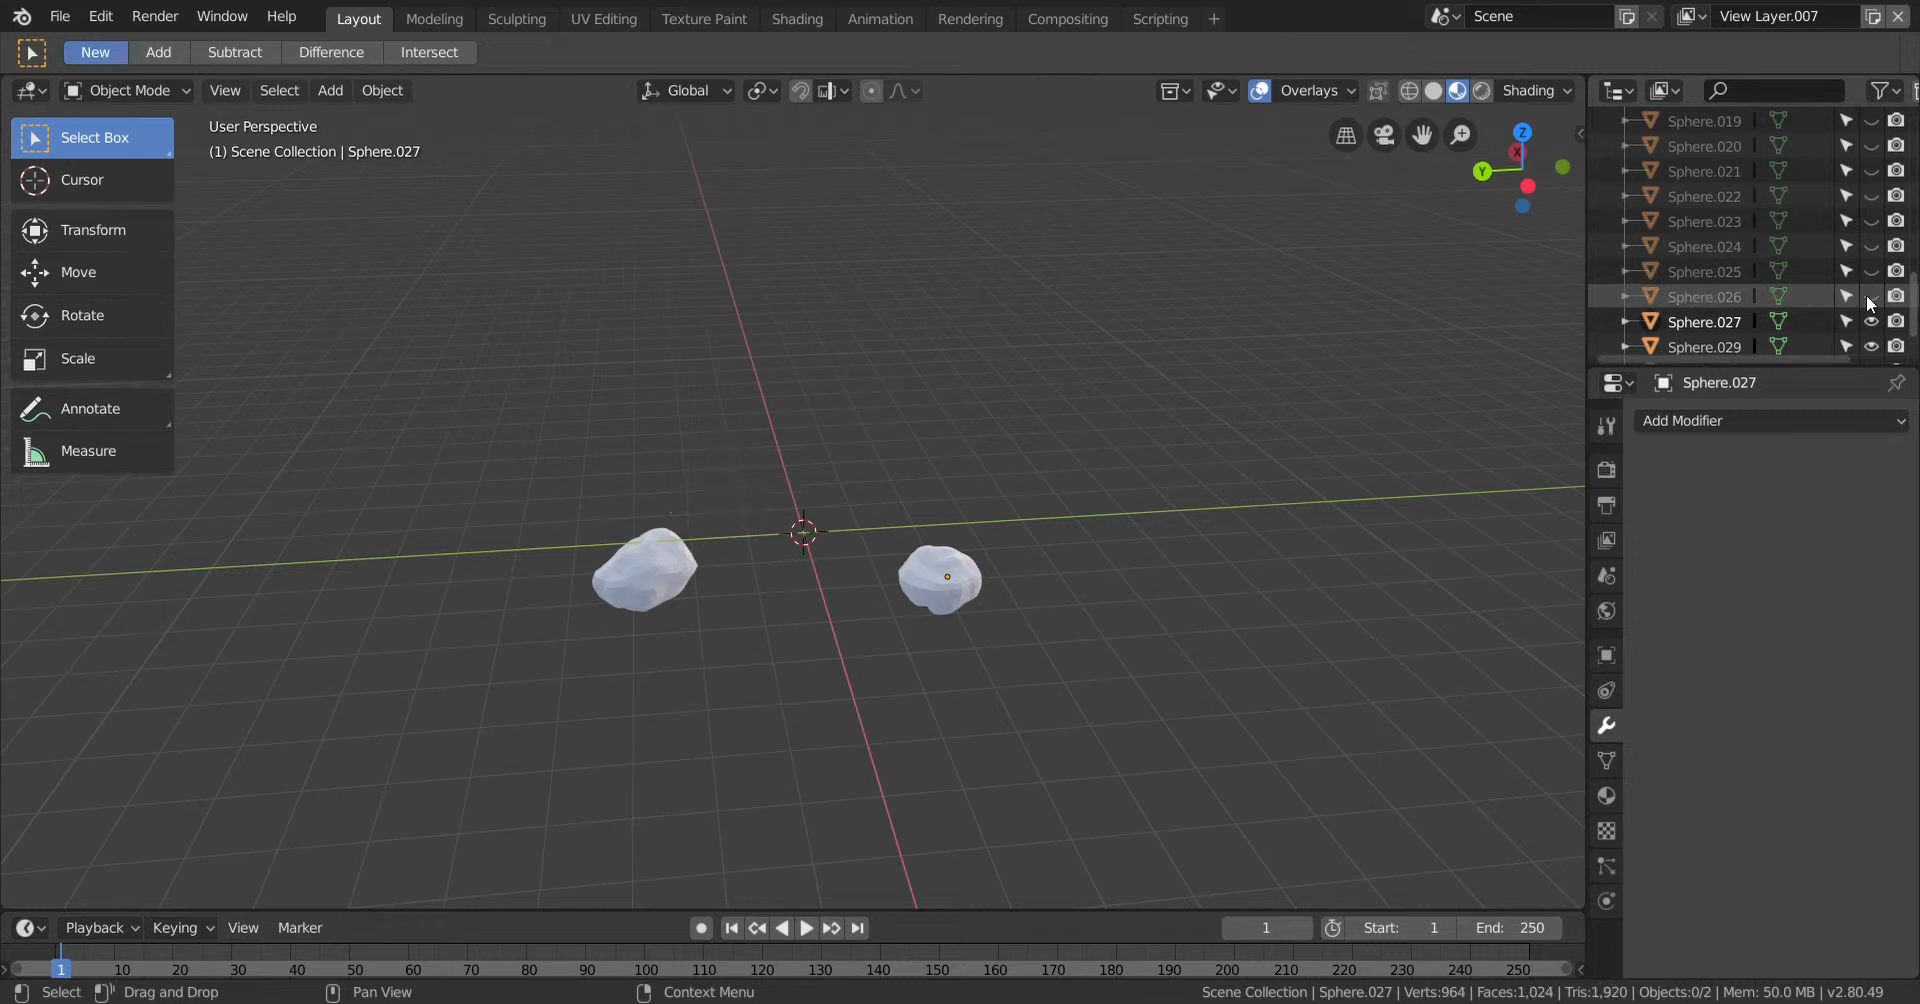 File Edit Render Window Help Layout Modeling Sculpting UV Editing Texture Paint Shading Animation Rendering Compositing Scripting + Scene View Layer.007
New Add Subtract Difference Intersect
Object Mode View Select Add Object Global Overlays Shading
Select Box
Cursor
Transform
Move
Rotate
Scale
Annotate
Measure
User Perspective
(1) Scene Collection | Sphere.027
Z
X
Y
Sphere.019
Sphere.020
Sphere.021
Sphere.022
Sphere.023
Sphere.024
Sphere.025
Sphere.026
Sphere.027
Sphere.029
Sphere.027
Add Modifier
Playback Keying View Marker 1 Start: 1 End: 250
1 10 20 30 40 50 60 70 80 90 100 110 120 130 140 150 160 170 180 190 200 210 220 230 240 250
Select Drag and Drop Pan View Context Menu Scene Collection | Sphere.027 | Verts:964 | Faces:1,024 | Tris:1,920 | Objects:0/2 | Mem: 50.0 MB | v2.80.49